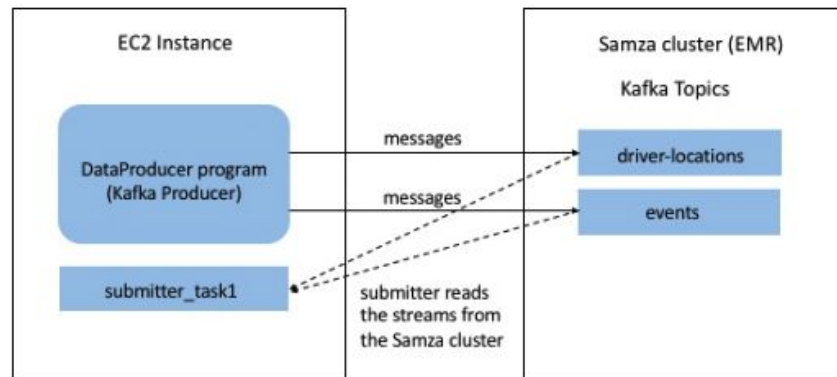 EC2 Instance
DataProducer program
(Kafka Producer)
submitter_task1
messages
messages
submitter reads
the streams from
the Samza cluster
Samza cluster (EMR)
Kafka Topics
driver-locations
events